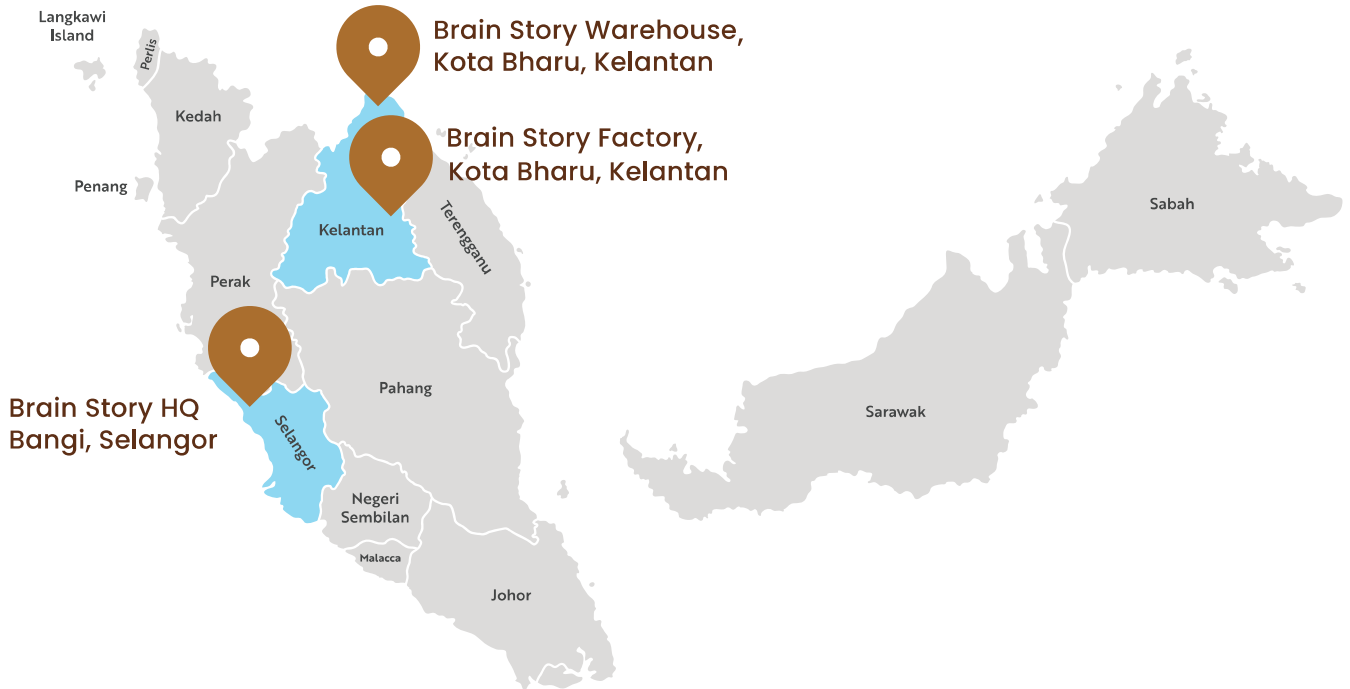 Langkawi
Island
Perlis
Brain Story Warehouse,
Kota Bharu, Kelantan
Kedah
Brain Story Factory,
Kota Bharu, Kelantan
Penang
Sabah
Kelantan
Terengganu
Perak
Pahang
Brain Story HQ
Bangi, Selangor
Selangor
Sarawak
Negeri
Sembilan
Malacca
Johor